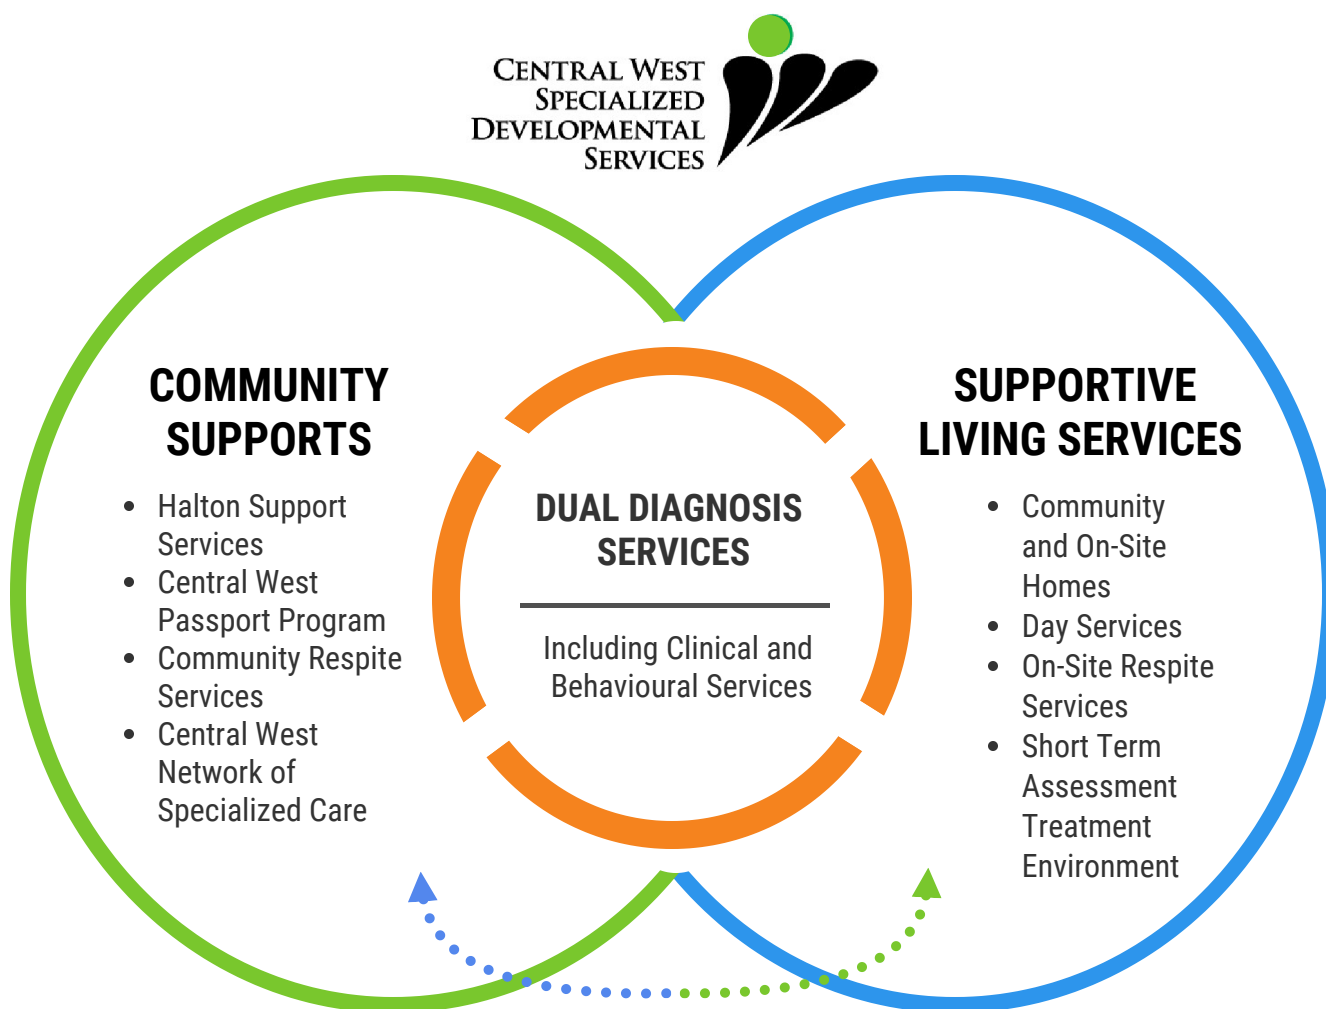 CENTRAL WEST
SPECIALIZED
DEVELOPMENTAL
SERVICES
COMMUNITY
SUPPORTS
• Halton Support
Services
• Central West
Passport Program
• Community Respite
Services
• Central West
Network of
Specialized Care
DUAL DIAGNOSIS
SERVICES
Including Clinical and
Behavioural Services
SUPPORTIVE
LIVING SERVICES
• Community
and On-Site
Homes
• Day Services
• On-Site Respite
Services
• Short Term
Assessment
Treatment
Environment